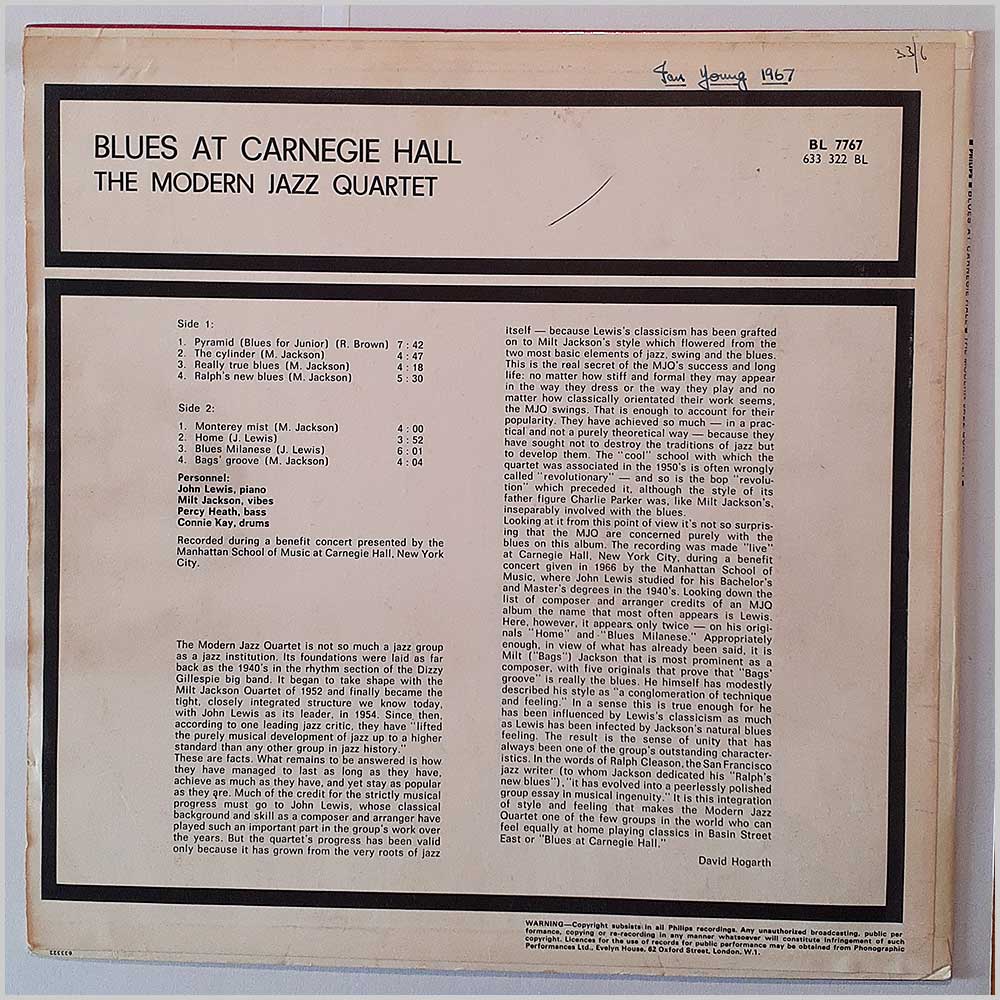 33/6
Ian Young 1967
BLUES AT CARNEGIE HALL
THE MODERN JAZZ QUARTET
BL 7767
633 322 BL
Side 1:
1. Pyramid (Blues for Junior) (R. Brown) 7 : 42
2. The cylinder (M. Jackson) 4 : 47
3. Really true blues (M. Jackson) 4 : 18
4. Ralph's new blues (M. Jackson) 5 : 30
Side 2:
1. Monterey mist (M. Jackson) 4 : 00
2. Home (J. Lewis) 3 : 52
3. Blues Milanese (J. Lewis) 6 : 01
4. Bags' groove (M. Jackson) 4 : 04
Personnel:
John Lewis, piano
Milt Jackson, vibes
Percy Heath, bass
Connie Kay, drums
Recorded during a benefit concert presented by the
Manhattan School of Music at Carnegie Hall, New York
City.
The Modern Jazz Quartet is not so much a jazz group
as a jazz institution. Its foundations were laid as far
back as the 1940's in the rhythm section of the Dizzy
Gillespie big band. It began to take shape with the
Milt Jackson Quartet of 1952 and finally became the
tight, closely integrated structure we know today,
with John Lewis as its leader, in 1954. Since then,
according to one leading jazz critic, they have "lifted
the purely musical development of jazz up to a higher
standard than any other group in jazz history."
These are facts. What remains to be answered is how
they have managed to last as long as they have,
achieve as much as they have, and yet stay as popular
as they are. Much of the credit for the strictly musical
progress must go to John Lewis, whose classical
background and skill as a composer and arranger have
played such an important part in the group's work over
the years. But the quartet's progress has been valid
only because it has grown from the very roots of jazz
itself — because Lewis's classicism has been grafted
on to Milt Jackson's style which flowered from the
two most basic elements of jazz, swing and the blues.
This is the real secret of the MJQ's success and long
life: no matter how stiff and formal they may appear
in the way they dress or the way they play and no
matter how classically orientated their work seems,
the MJQ swings. That is enough to account for their
popularity. They have achieved so much — in a prac-
tical and not a purely theoretical way — because they
have sought not to destroy the traditions of jazz but
to develop them. The "cool" school with which the
quartet was associated in the 1950's is often wrongly
called "revolutionary" — and so is the bop "revolu-
tion" which preceded it, although the style of its
father figure Charlie Parker was, like Milt Jackson's,
inseparably involved with the blues.
Looking at it from this point of view it's not so surpris-
ing that the MJQ are concerned purely with the
blues on this album. The recording was made "live"
at Carnegie Hall, New York City, during a benefit
concert given in 1966 by the Manhattan School of
Music, where John Lewis studied for his Bachelor's
and Master's degrees in the 1940's. Looking down the
list of composer and arranger credits of an MJQ
album the name that most often appears is Lewis.
Here, however, it appears only twice — on his origi-
nals "Home" and "Blues Milanese." Appropriately
enough, in view of what has already been said, it is
Milt ("Bags") Jackson that is most prominent as a
composer, with five originals that prove that "Bags'
groove" is really the blues. He himself has modestly
described his style as "a conglomeration of technique
and feeling." In a sense this is true enough for he
has been influenced by Lewis's classicism as much
as Lewis has been infected by Jackson's natural blues
feeling. The result is the sense of unity that has
always been one of the group's outstanding character-
istics. In the words of Ralph Gleason, the San Francisco
jazz writer (to whom Jackson dedicated his "Ralph's
new blues"), "it has evolved into a peerlessly polished
group essay in musical ingenuity." It is this integration
of style and feeling that makes the Modern Jazz
Quartet one of the few groups in the world who can
feel equally at home playing classics in Basin Street
East or "Blues at Carnegie Hall."
David Hogarth
WARNING—Copyright subsists in all Philips recordings. Any unauthorized broadcasting, public per-
formance, copying or re-recording in any manner whatsoever will constitute infringement of such
copyright. Licences for the use of records for public performance may be obtained from Phonographic
Performances Ltd., Evelyn House, 62 Oxford Street, London, W.1.